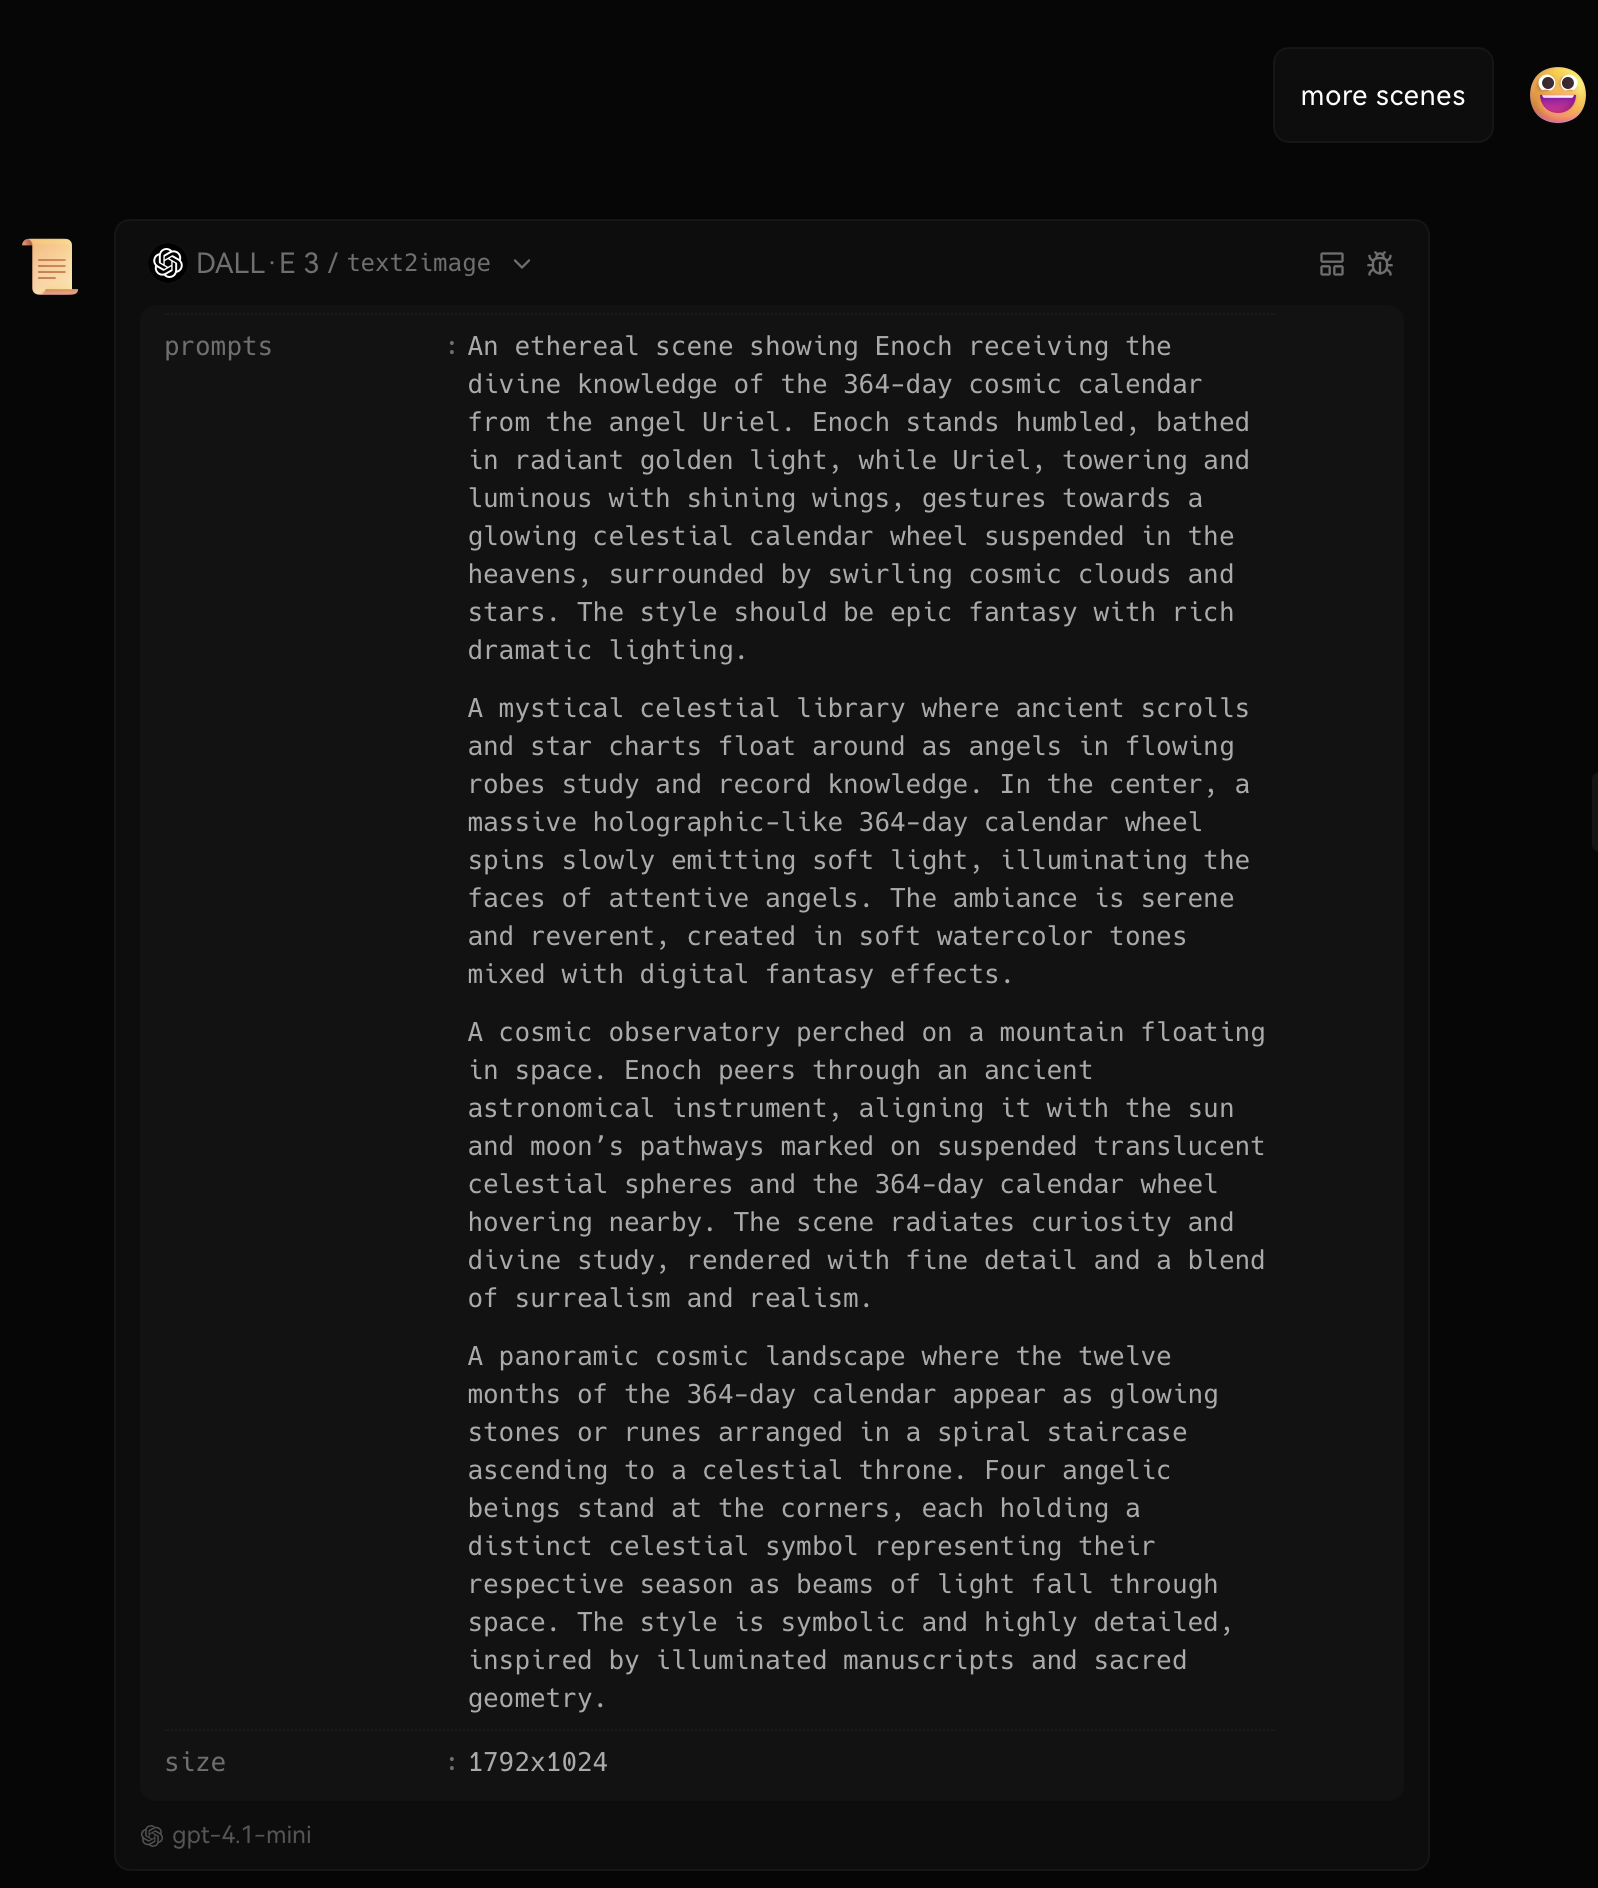 more scenes
DALL·E 3 / text2image
prompts : An ethereal scene showing Enoch receiving the
divine knowledge of the 364-day cosmic calendar
from the angel Uriel. Enoch stands humbled, bathed
in radiant golden light, while Uriel, towering and
luminous with shining wings, gestures towards a
glowing celestial calendar wheel suspended in the
heavens, surrounded by swirling cosmic clouds and
stars. The style should be epic fantasy with rich
dramatic lighting.
A mystical celestial library where ancient scrolls
and star charts float around as angels in flowing
robes study and record knowledge. In the center, a
massive holographic-like 364-day calendar wheel
spins slowly emitting soft light, illuminating the
faces of attentive angels. The ambiance is serene
and reverent, created in soft watercolor tones
mixed with digital fantasy effects.
A cosmic observatory perched on a mountain floating
in space. Enoch peers through an ancient
astronomical instrument, aligning it with the sun
and moon’s pathways marked on suspended translucent
celestial spheres and the 364-day calendar wheel
hovering nearby. The scene radiates curiosity and
divine study, rendered with fine detail and a blend
of surrealism and realism.
A panoramic cosmic landscape where the twelve
months of the 364-day calendar appear as glowing
stones or runes arranged in a spiral staircase
ascending to a celestial throne. Four angelic
beings stand at the corners, each holding a
distinct celestial symbol representing their
respective season as beams of light fall through
space. The style is symbolic and highly detailed,
inspired by illuminated manuscripts and sacred
geometry.
size : 1792x1024
gpt-4.1-mini